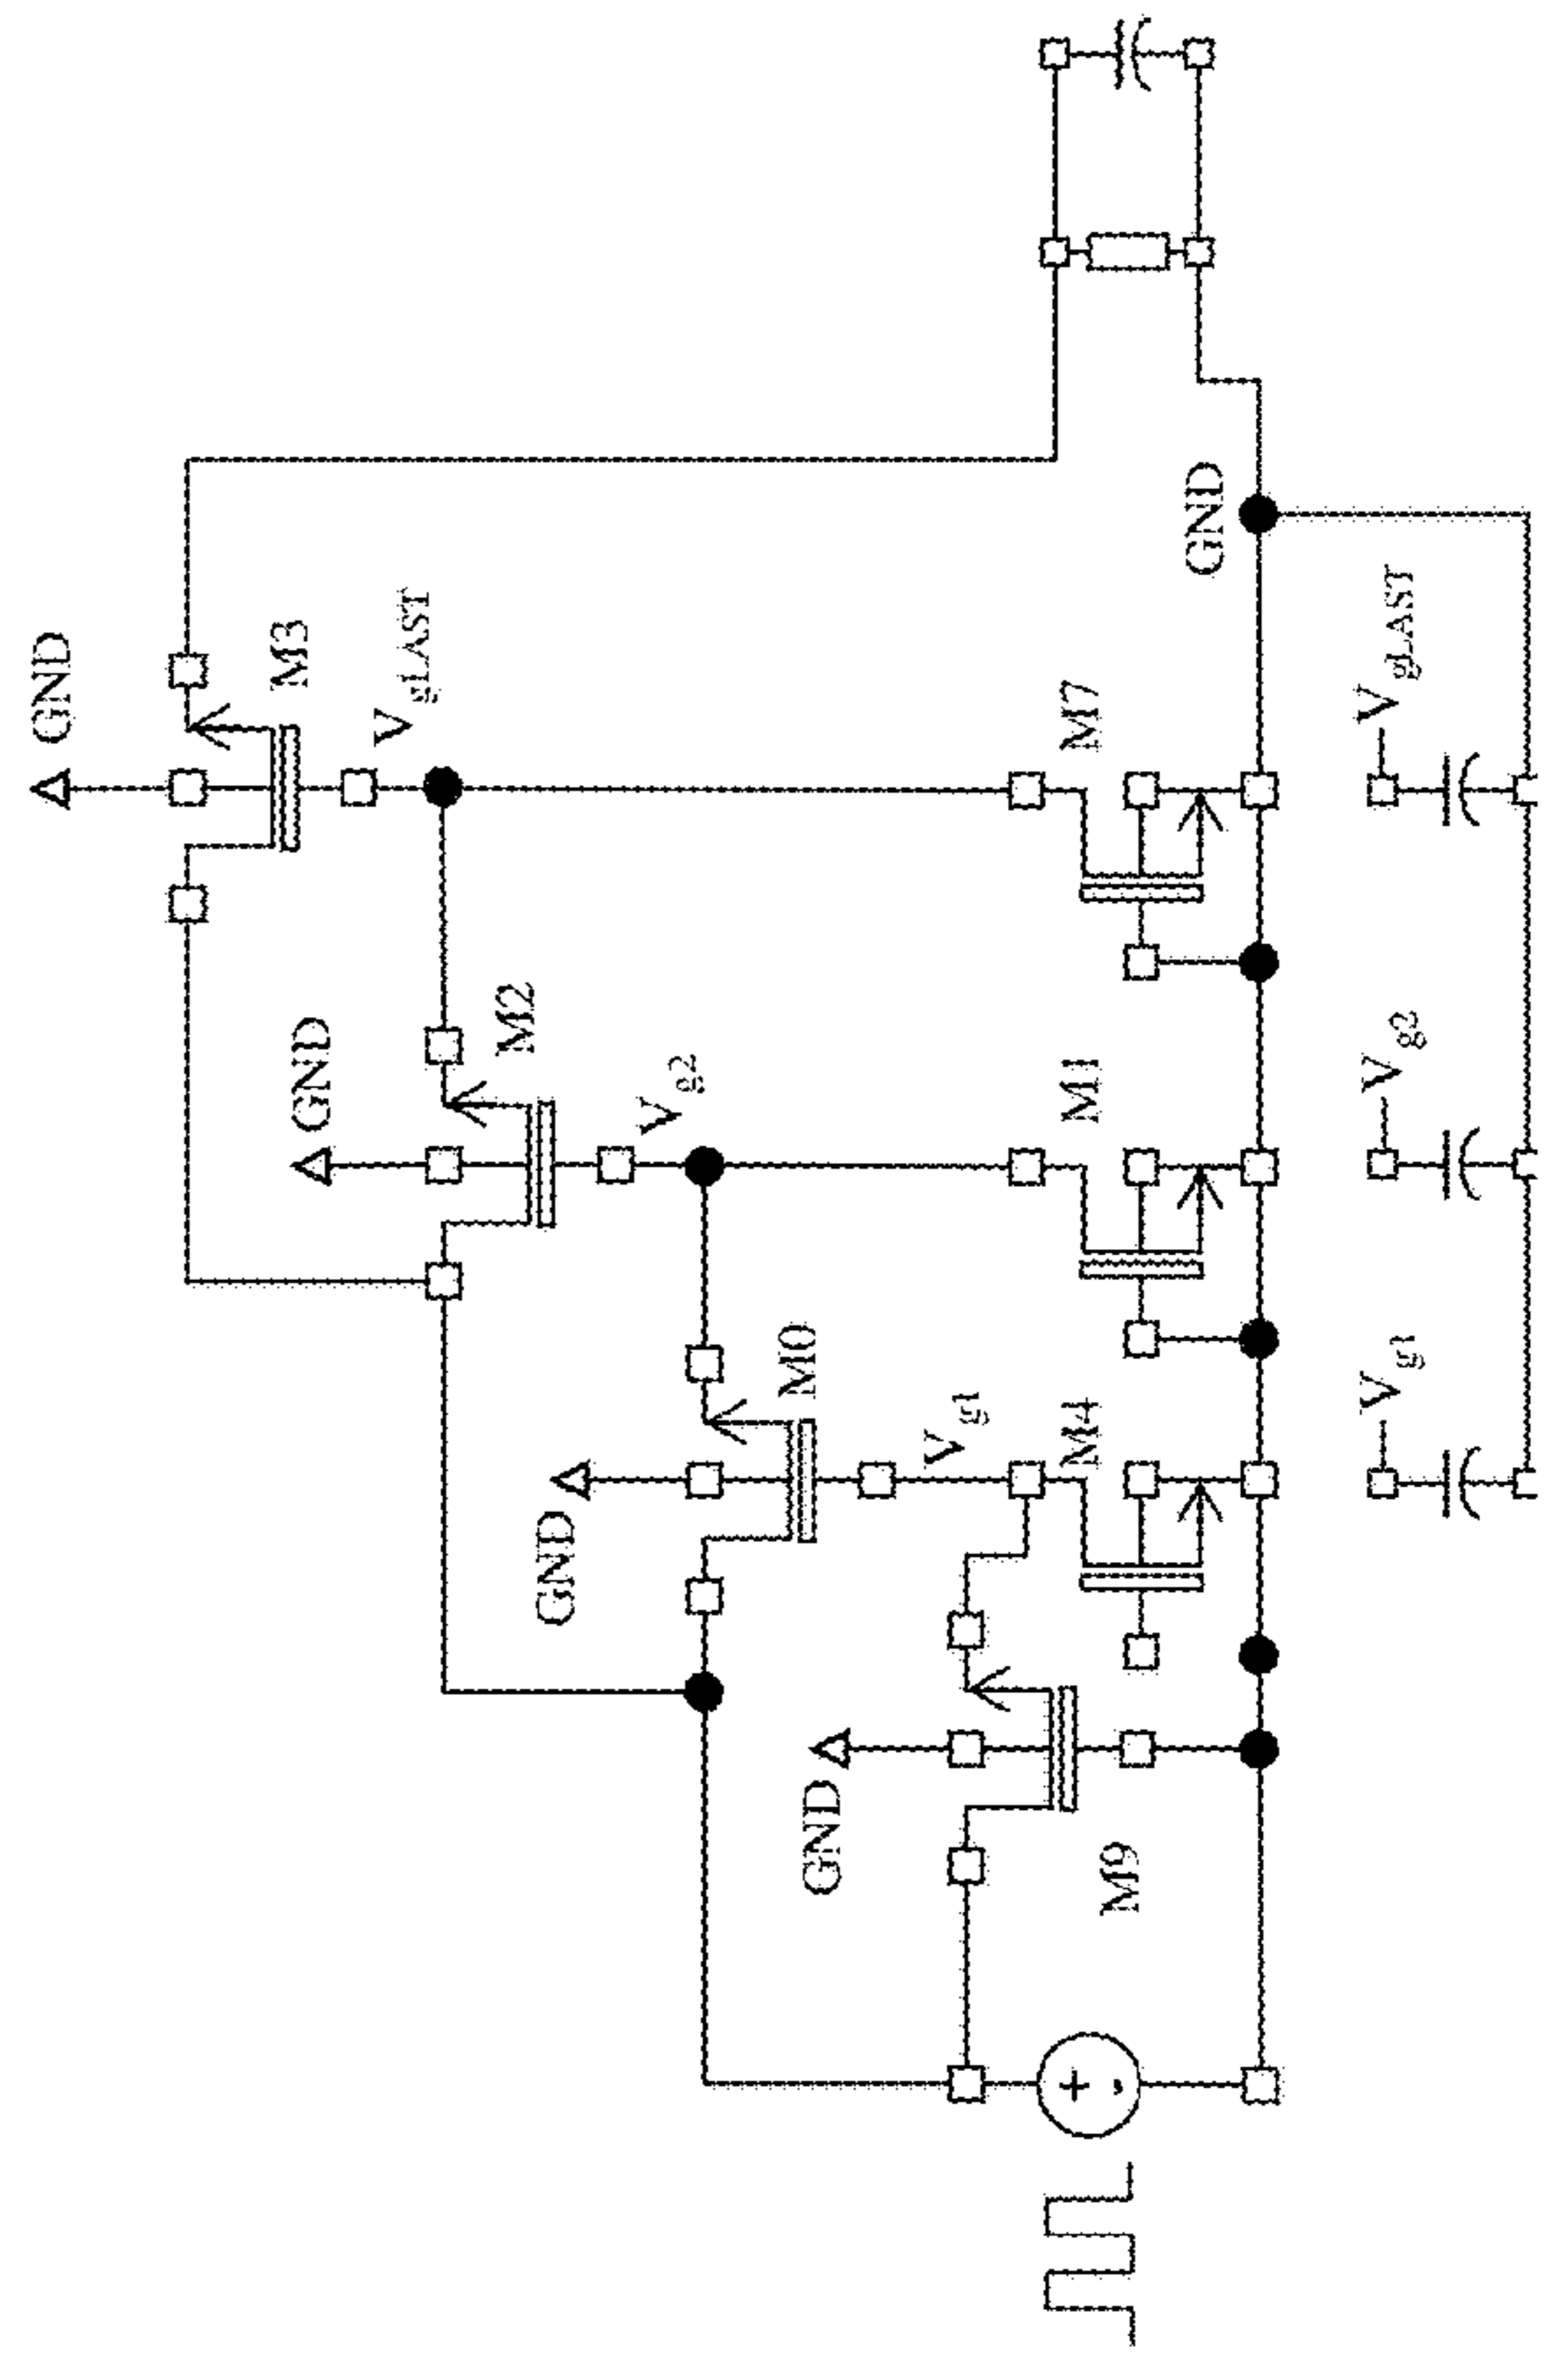 GND
M3
VgLAST
GND
M2
Vg2
GND
M0
Vg1
GND
M9
M4
M1
M7
GND
+
-
Vg1
Vg2
VgLAST